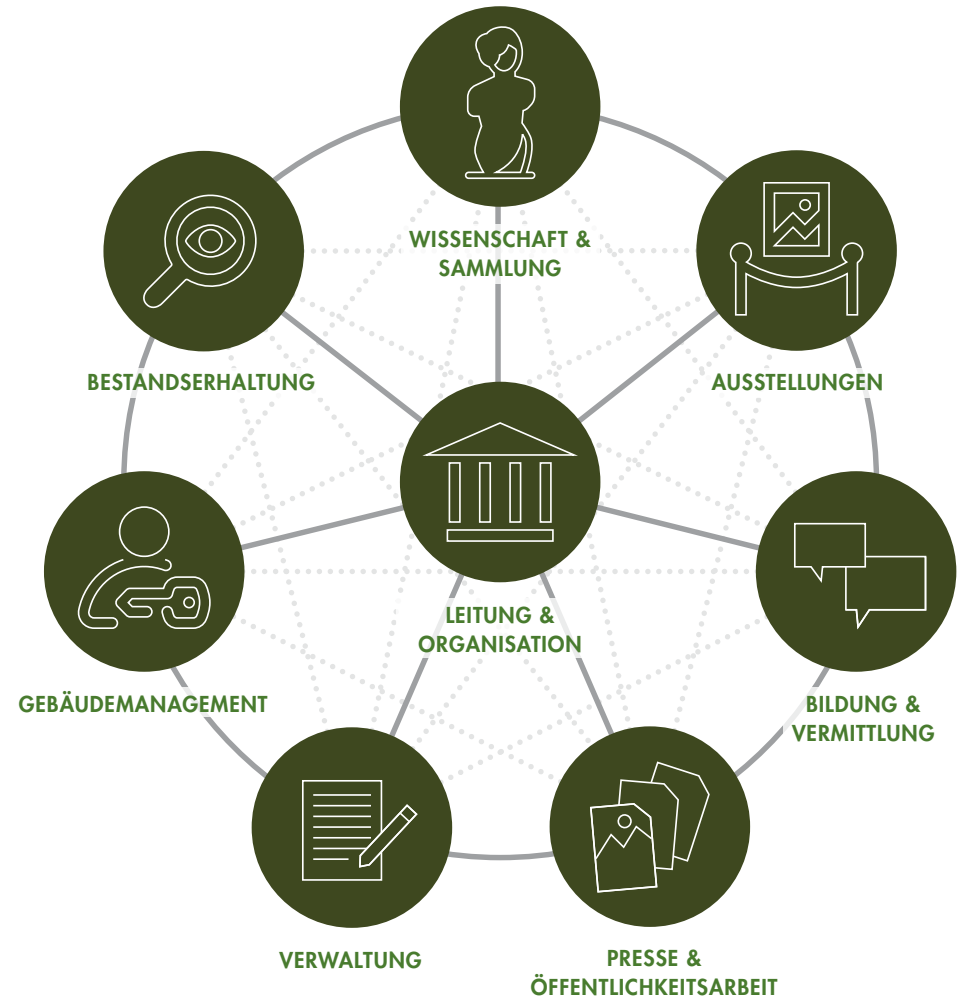 WISSENSCHAFT &
SAMMLUNG
BESTANDSERHALTUNG
AUSSTELLUNGEN
LEITUNG &
ORGANISATION
GEBÄUDEMANAGEMENT
BILDUNG &
VERMITTLUNG
VERWALTUNG
PRESSE &
ÖFFENTLICHKEITSARBEIT